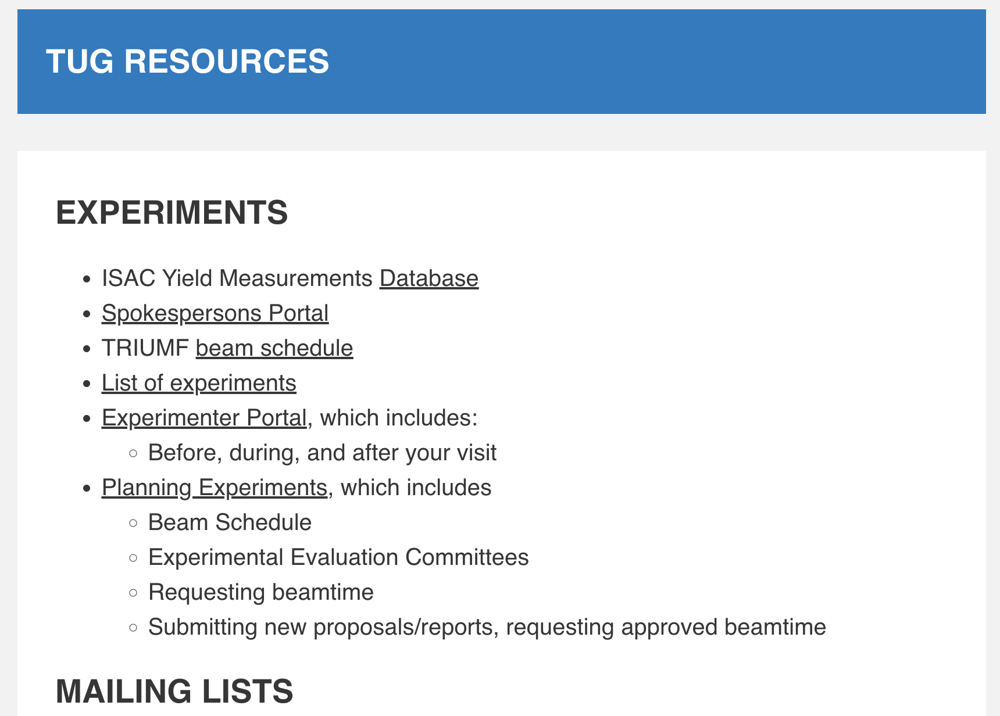 TUG RESOURCES
EXPERIMENTS
ISAC Yield Measurements Database
Spokespersons Portal
TRIUMF beam schedule
List of experiments
Experimenter Portal, which includes:
Before, during, and after your visit
Planning Experiments, which includes
Beam Schedule
Experimental Evaluation Committees
Requesting beamtime
Submitting new proposals/reports, requesting approved beamtime
MAILING LISTS